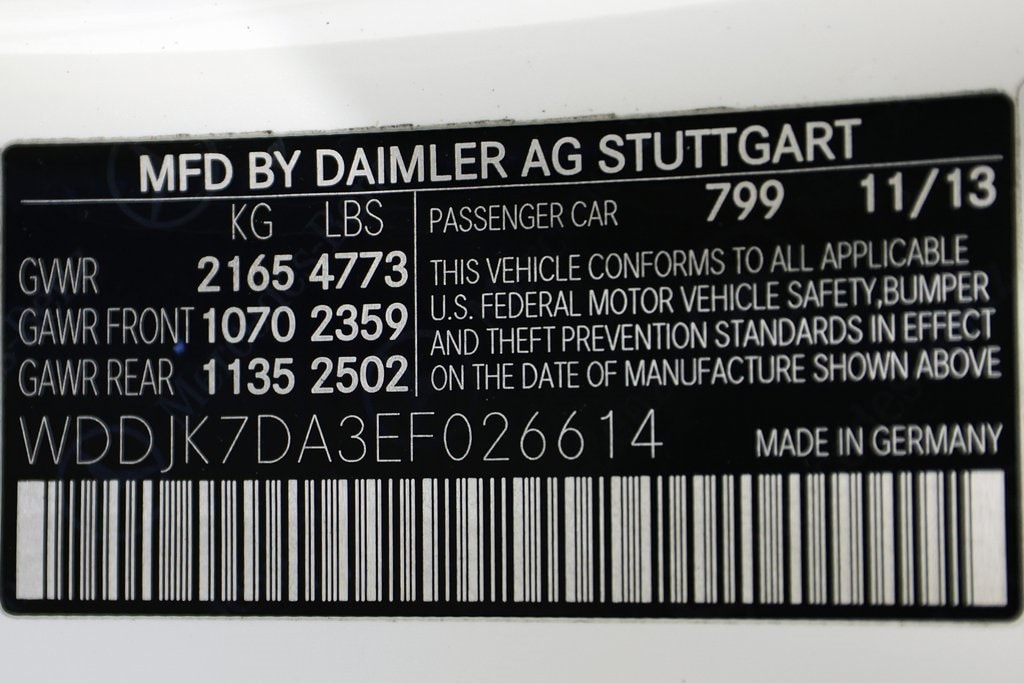 MFD BY DAIMLER AG STUTTGART
KG LBS
GVWR 2165 4773
GAWR FRONT 1070 2359
GAWR REAR 1135 2502
PASSENGER CAR 799 11/13
THIS VEHICLE CONFORMS TO ALL APPLICABLE
U.S. FEDERAL MOTOR VEHICLE SAFETY,BUMPER
AND THEFT PREVENTION STANDARDS IN EFFECT
ON THE DATE OF MANUFACTURE SHOWN ABOVE
WDDJK7DA3EF026614
MADE IN GERMANY